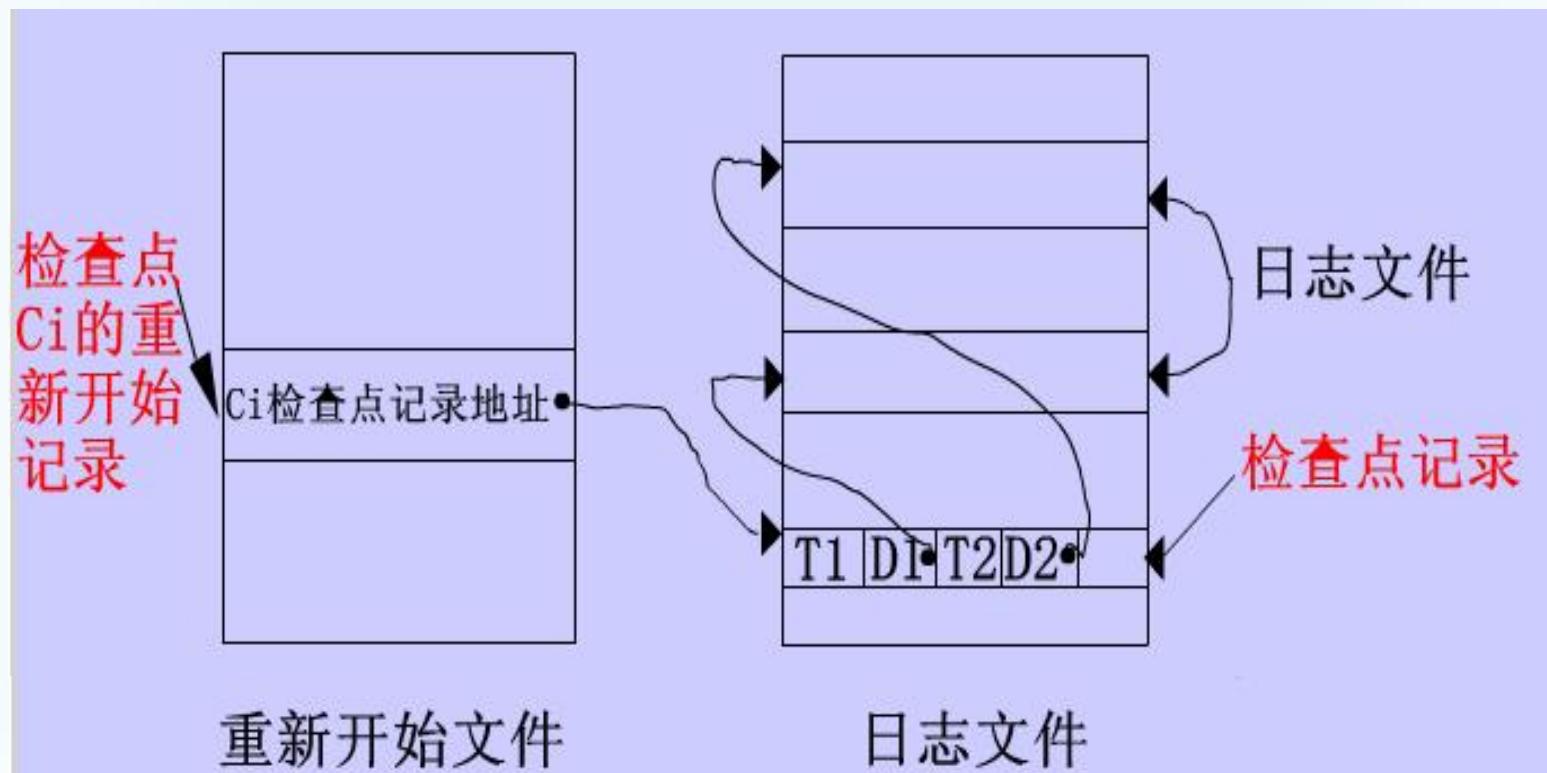 检查点
Ci的重
新开始
记录
Ci检查点记录地址
日志文件
检查点记录
T1 D1 T2 D2
重新开始文件
日志文件